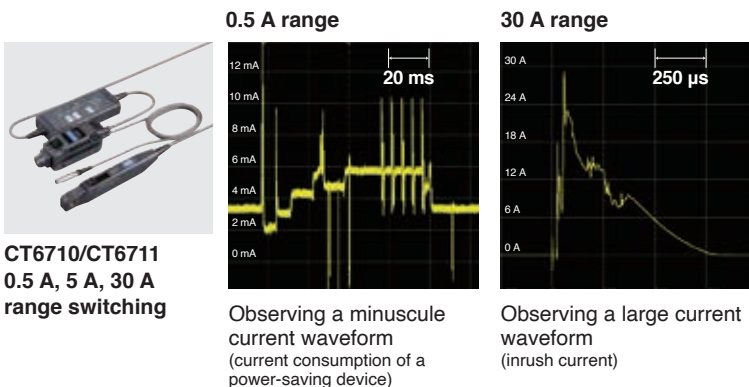 0.5 A range
30 A range
12 mA
10 mA
8 mA
6 mA
4 mA
2 mA
0 mA
20 ms
30 A
24 A
18 A
12 A
6 A
0 A
250 µs
CT6710/CT6711
0.5 A, 5 A, 30 A
range switching
Observing a minuscule
current waveform
(current consumption of a
power-saving device)
Observing a large current
waveform
(inrush current)